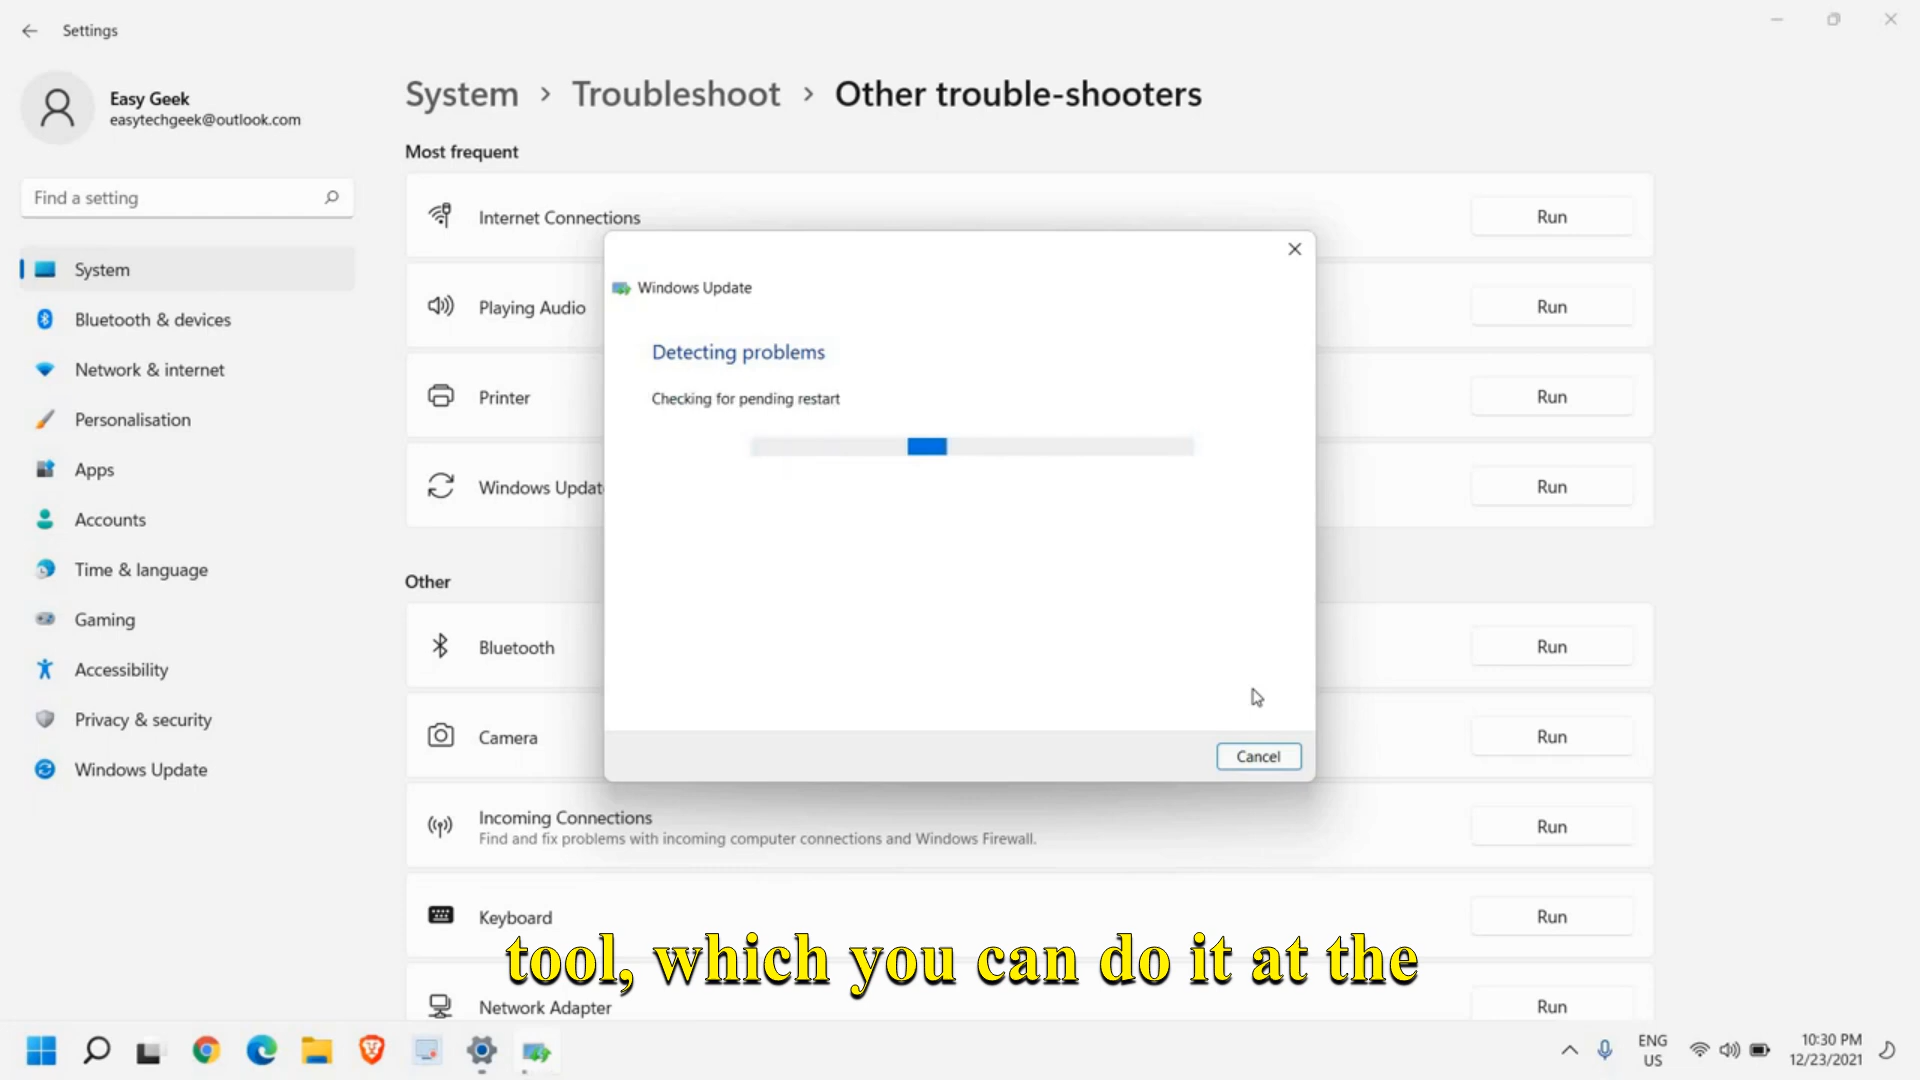 Settings
Easy Geek
easytechgeek@outlook.com
Find a setting
System
Bluetooth & devices
Network & internet
Personalisation
Apps
Accounts
Time & language
Gaming
Accessibility
Privacy & security
Windows Update
System > Troubleshoot > Other trouble-shooters
Most frequent
Internet Connections Run
Playing Audio Run
Printer Run
Windows Updat Run
Windows Update
Detecting problems
Checking for pending restart
Cancel
Other
Bluetooth Run
Camera Run
Incoming Connections Run
Find and fix problems with incoming computer connections and Windows Firewall.
Keyboard Run
tool, which you can do it at the
Network Adapter Run
ENG
US
10:30 PM
12/23/2021